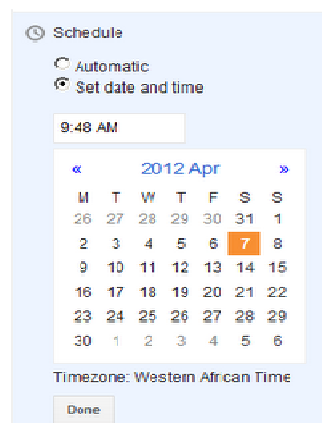 Schedule
Automatic
Set date and time
9:48 AM
« 2012 Apr »
M T W T F S S
26 27 28 29 30 31 1
2 3 4 5 6 7 8
9 10 11 12 13 14 15
16 17 18 19 20 21 22
23 24 25 26 27 28 29
30 1 2 3 4 5 6
Timezone: Western African Time
Done